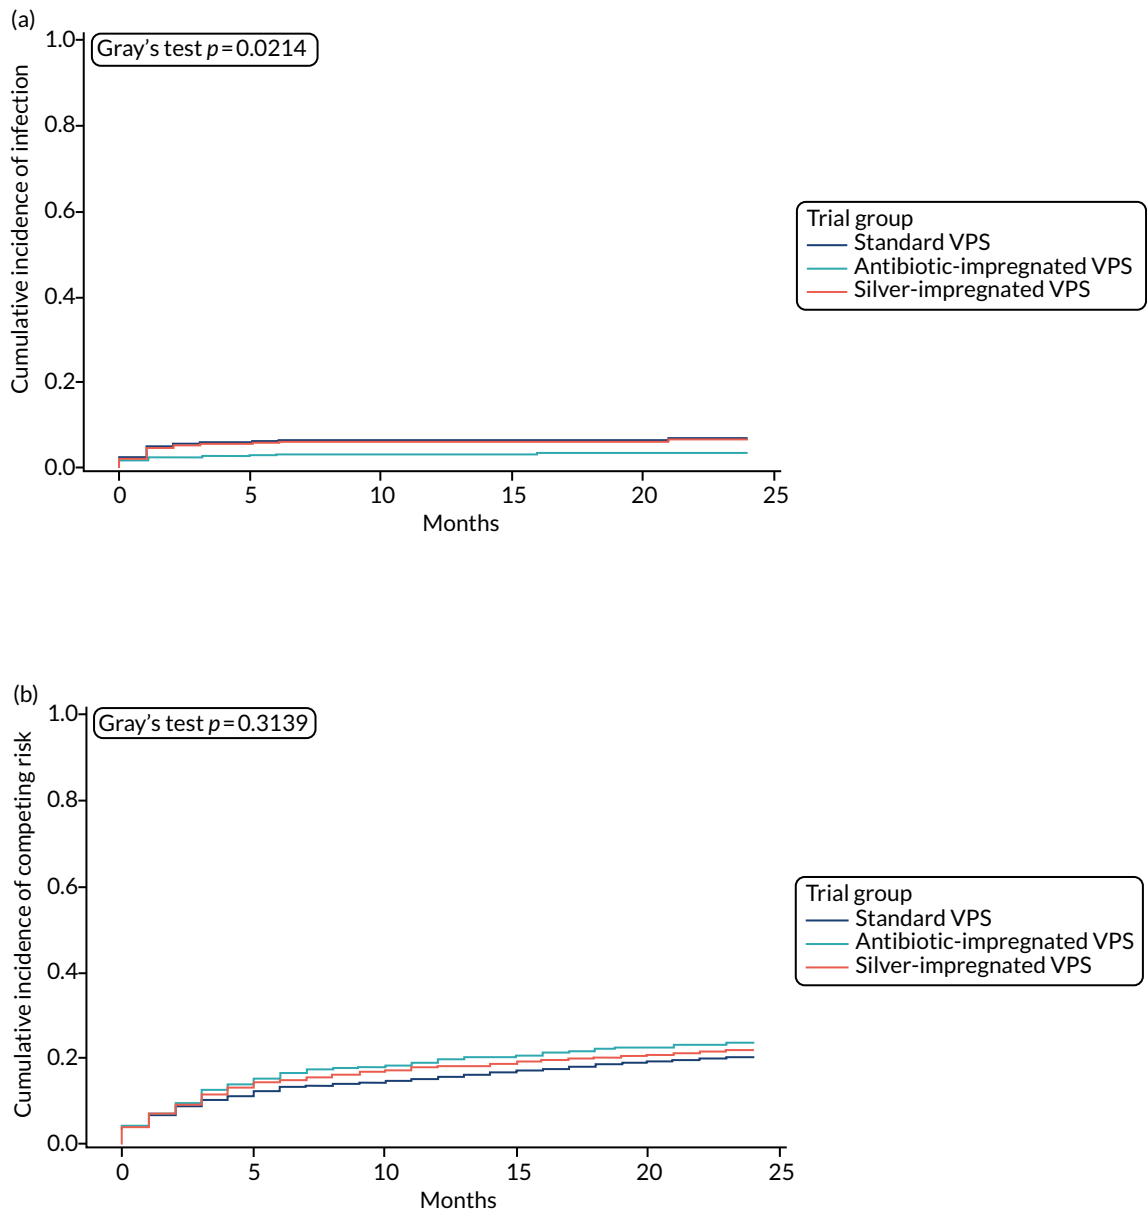 (a)
Gray’s test p=0.0214
Cumulative incidence of infection
1.0
0.8
0.6
0.4
0.2
0.0
0 5 10 15 20 25
Months
Trial group
Standard VPS
Antibiotic-impregnated VPS
Silver-impregnated VPS
(b)
Gray’s test p=0.3139
Cumulative incidence of competing risk
1.0
0.8
0.6
0.4
0.2
0.0
0 5 10 15 20 25
Months
Trial group
Standard VPS
Antibiotic-impregnated VPS
Silver-impregnated VPS